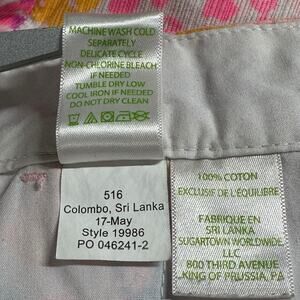 MACHINE WASH COLD
SEPARATELY
DELICATE CYCLE
NON-CHLORINE BLEACH
IF NEEDED
TUMBLE DRY LOW
COOL IRON IF NEEDED
DO NOT DRY CLEAN
516
Colombo, Sri Lanka
17-May
Style 19986
PO 046241-2
100% COTON
EXCLUSIF DE L'ÉQUILIBRE
FABRIQUE EN
SRI LANKA
SUGARTOWN WORLDWIDE,
LLC
800 THIRD AVENUE
KING OF PRUSSIA, PA